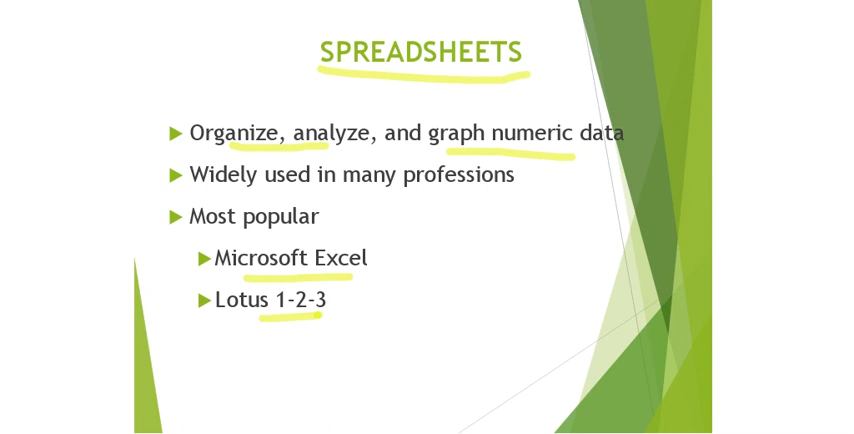 SPREADSHEETS
Organize, analyze, and graph numeric data
Widely used in many professions
Most popular
Microsoft Excel
Lotus 1-2-3